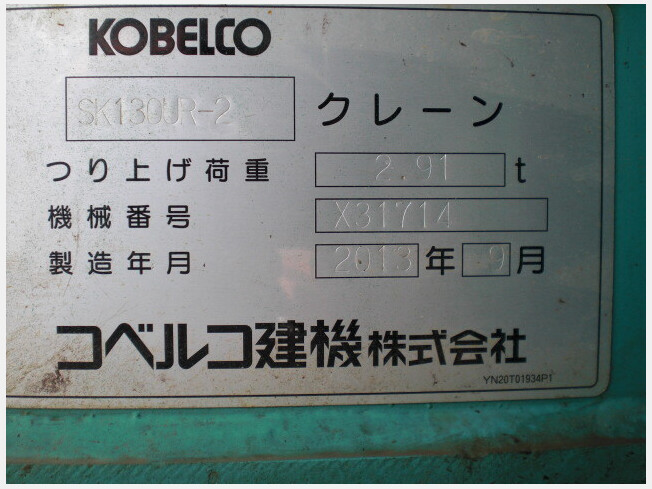 KOBELCO
SK130UR-2 クレーン
つり上げ荷重 2.91 t
機械番号 X31714
製造年月 2013 年 9 月
コベルコ建機株式会社
YN20T01934P1